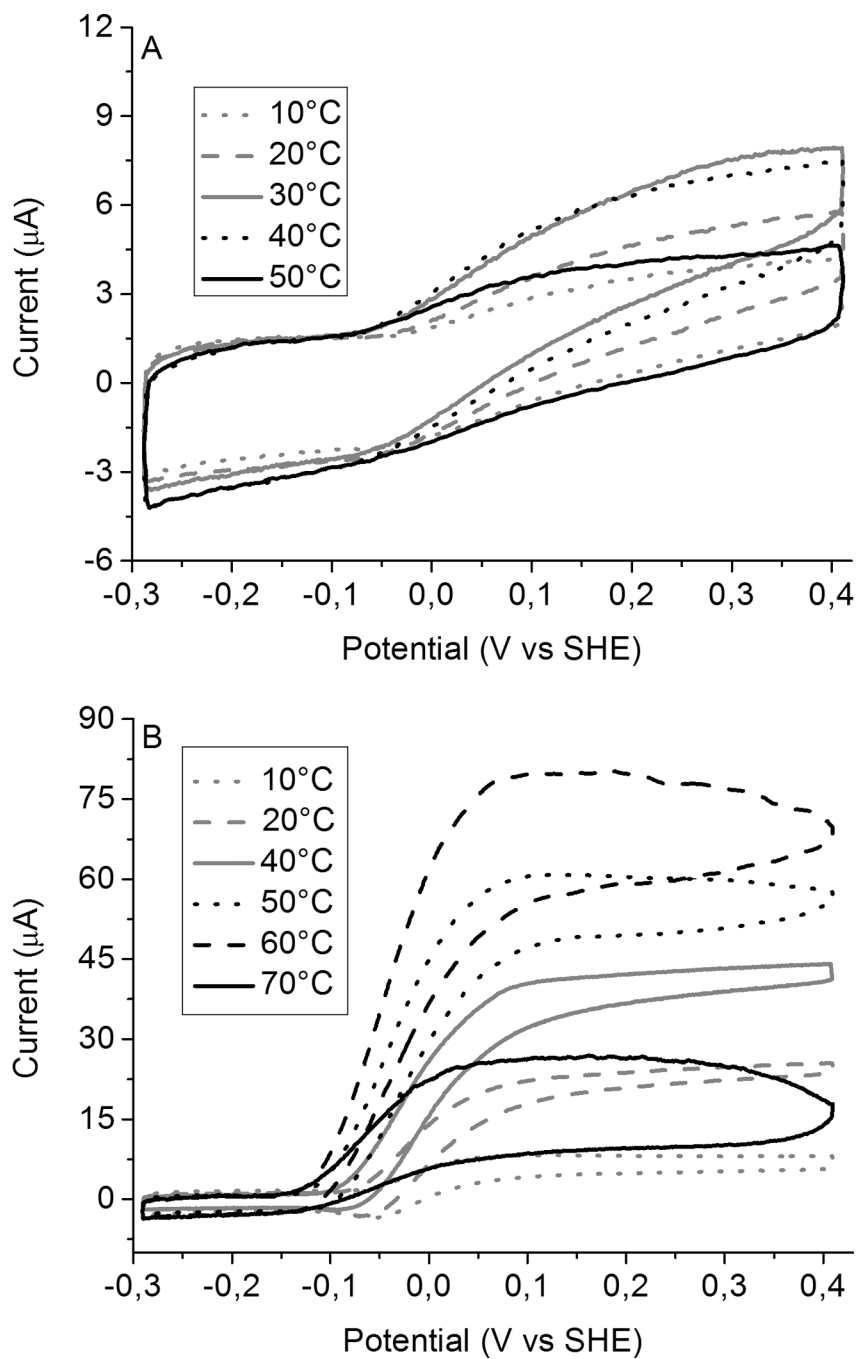 A
12
9
6
3
0
-3
-6
10°C
20°C
30°C
40°C
50°C
Current (μA)
-0,3 -0,2 -0,1 0,0 0,1 0,2 0,3 0,4
Potential (V vs SHE)
B
90
75
60
45
30
15
0
10°C
20°C
40°C
50°C
60°C
70°C
Current (μA)
-0,3 -0,2 -0,1 0,0 0,1 0,2 0,3 0,4
Potential (V vs SHE)